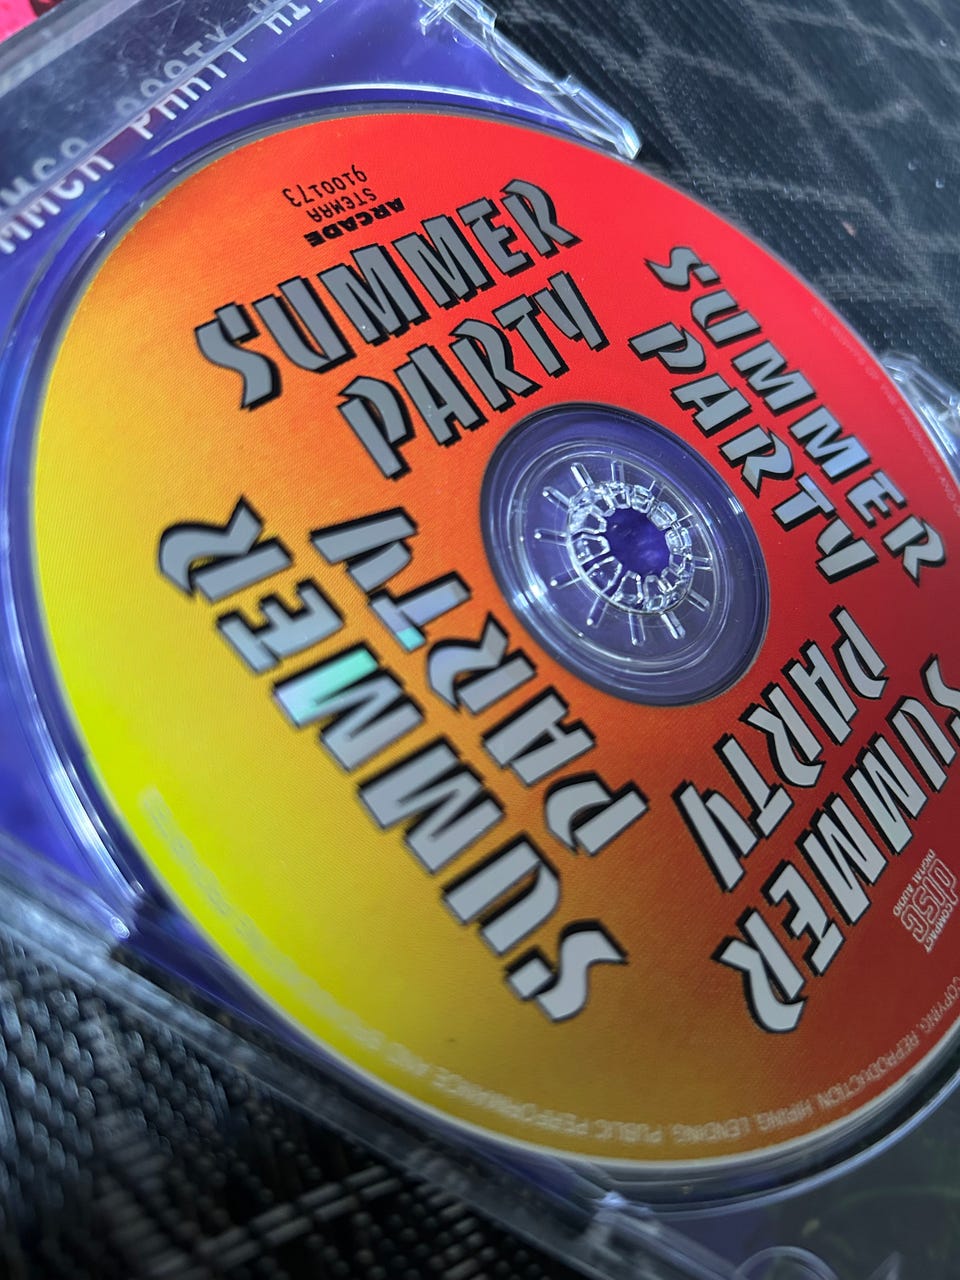 ARCADE
STEMRA
9100173
SUMMER
PARTY
SUMMER
PARTY
SUMMER
PARTY
SUMMER
PARTY
COMPACT
disc
DIGITAL AUDIO
COPYING, REPRODUCTION, HIRING, LENDING, PUBLIC PERFORMANCE AND
PARTY